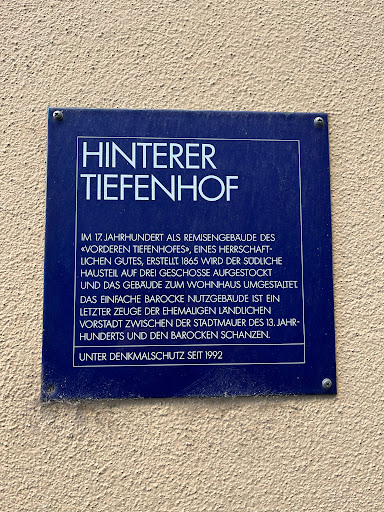 HINTERER
TIEFENHOF
IM 17. JAHRHUNDERT ALS REMISENGEBÄUDE DES
«VORDEREN TIEFENHOFES», EINES HERRSCHAFT-
LICHEN GUTES, ERSTELLT. 1865 WIRD DER SÜDLICHE
HAUSTEIL AUF DREI GESCHOSSE AUFGESTOCKT
UND DAS GEBÄUDE ZUM WOHNHAUS UMGESTALTET.
DAS EINFACHE BAROCKE NUTZGEBÄUDE IST EIN
LETZTER ZEUGE DER EHEMALIGEN LÄNDLICHEN
VORSTADT ZWISCHEN DER STADTMAUER DES 13. JAHR-
HUNDERTS UND DEN BAROCKEN SCHANZEN.
UNTER DENKMALSCHUTZ SEIT 1992